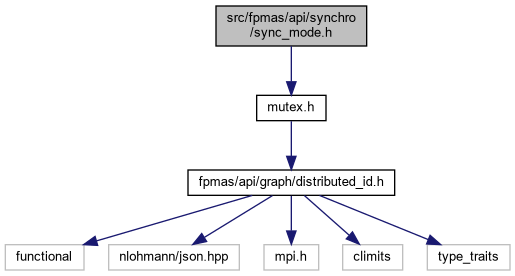 src/fpmas/api/synchro
/sync_mode.h
mutex.h
fpmas/api/graph/distributed_id.h
functional
nlohmann/json.hpp
mpi.h
climits
type_traits